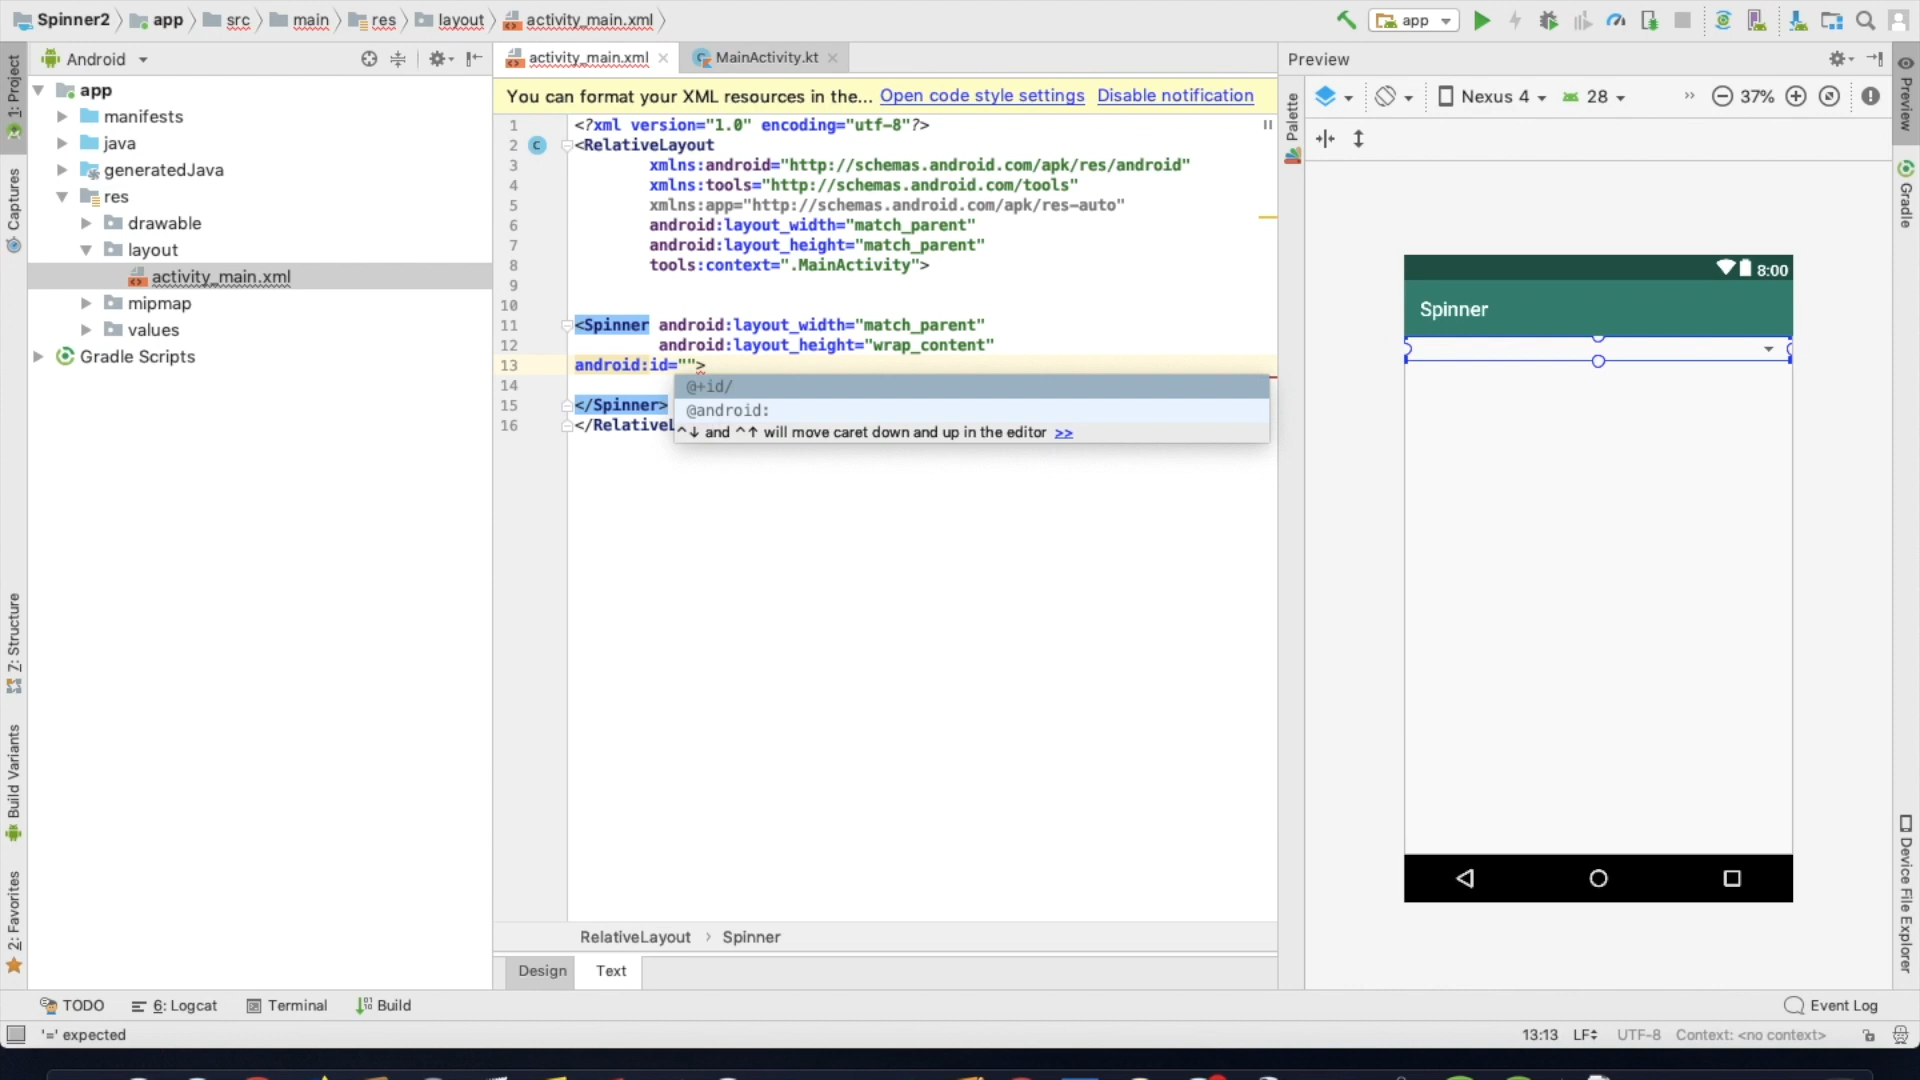 Spinner2 app src main res layout activity_main.xml app
1: Project
Captures
7: Structure
Build Variants
2: Favorites
Android
app
manifests
java
generatedJava
res
drawable
layout
activity_main.xml
mipmap
values
Gradle Scripts
activity_main.xml MainActivity.kt
You can format your XML resources in the... Open code style settings Disable notification
1 <?xml version="1.0" encoding="utf-8"?>
2 <RelativeLayout
3 xmlns:android="http://schemas.android.com/apk/res/android"
4 xmlns:tools="http://schemas.android.com/tools"
5 xmlns:app="http://schemas.android.com/apk/res-auto"
6 android:layout_width="match_parent"
7 android:layout_height="match_parent"
8 tools:context=".MainActivity">
9
10
11 <Spinner android:layout_width="match_parent"
12 android:layout_height="wrap_content"
13 android:id="">
14
15 </Spinner>
16 </RelativeL
@+id/
@android:
^↓ and ^↑ will move caret down and up in the editor >>
RelativeLayout › Spinner
Design Text
Preview
Palette
Nexus 4 28 » 37%
8:00
Spinner
Preview
Gradle
Device File Explorer
TODO 6: Logcat Terminal Build Event Log
'=' expected 13:13 LF UTF-8 Context: <no context>